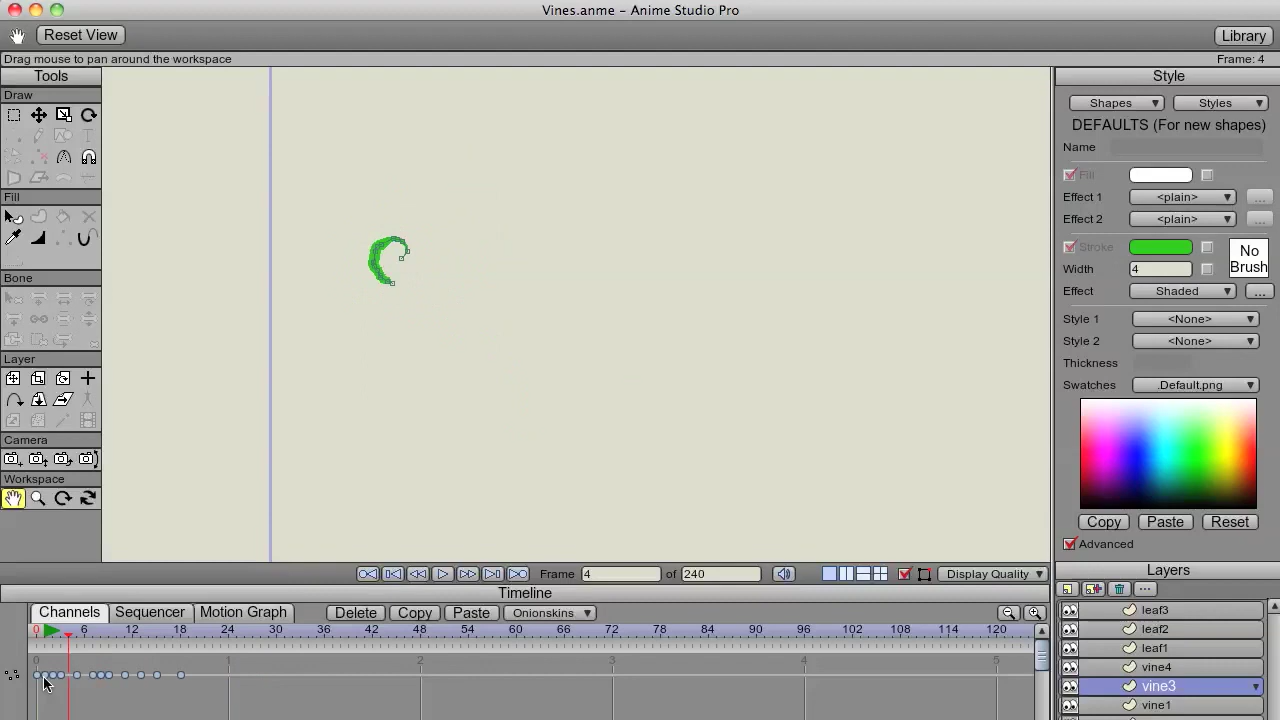 Vines.anme – Anime Studio Pro
Reset View
Library
Drag mouse to pan around the workspace
Frame: 4
Tools
Draw
Fill
Bone
Layer
Camera
Workspace
Style
Shapes
Styles
DEFAULTS (For new shapes)
Name
Fill
Effect 1
<plain>
...
Effect 2
<plain>
...
Stroke
No Brush
Width
4
Effect
Shaded
...
Style 1
<None>
Style 2
<None>
Thickness
Swatches
.Default.png
Copy
Paste
Reset
Advanced
Frame
4
of
240
Display Quality
Timeline
Channels
Sequencer
Motion Graph
Delete
Copy
Paste
Onionskins
0 6 12 18 24 30 36 42 48 54 60 66 72 78 84 90 96 102 108 114 120
0 1 2 3 4 5
Layers
...
leaf3
leaf2
leaf1
vine4
vine3
vine1